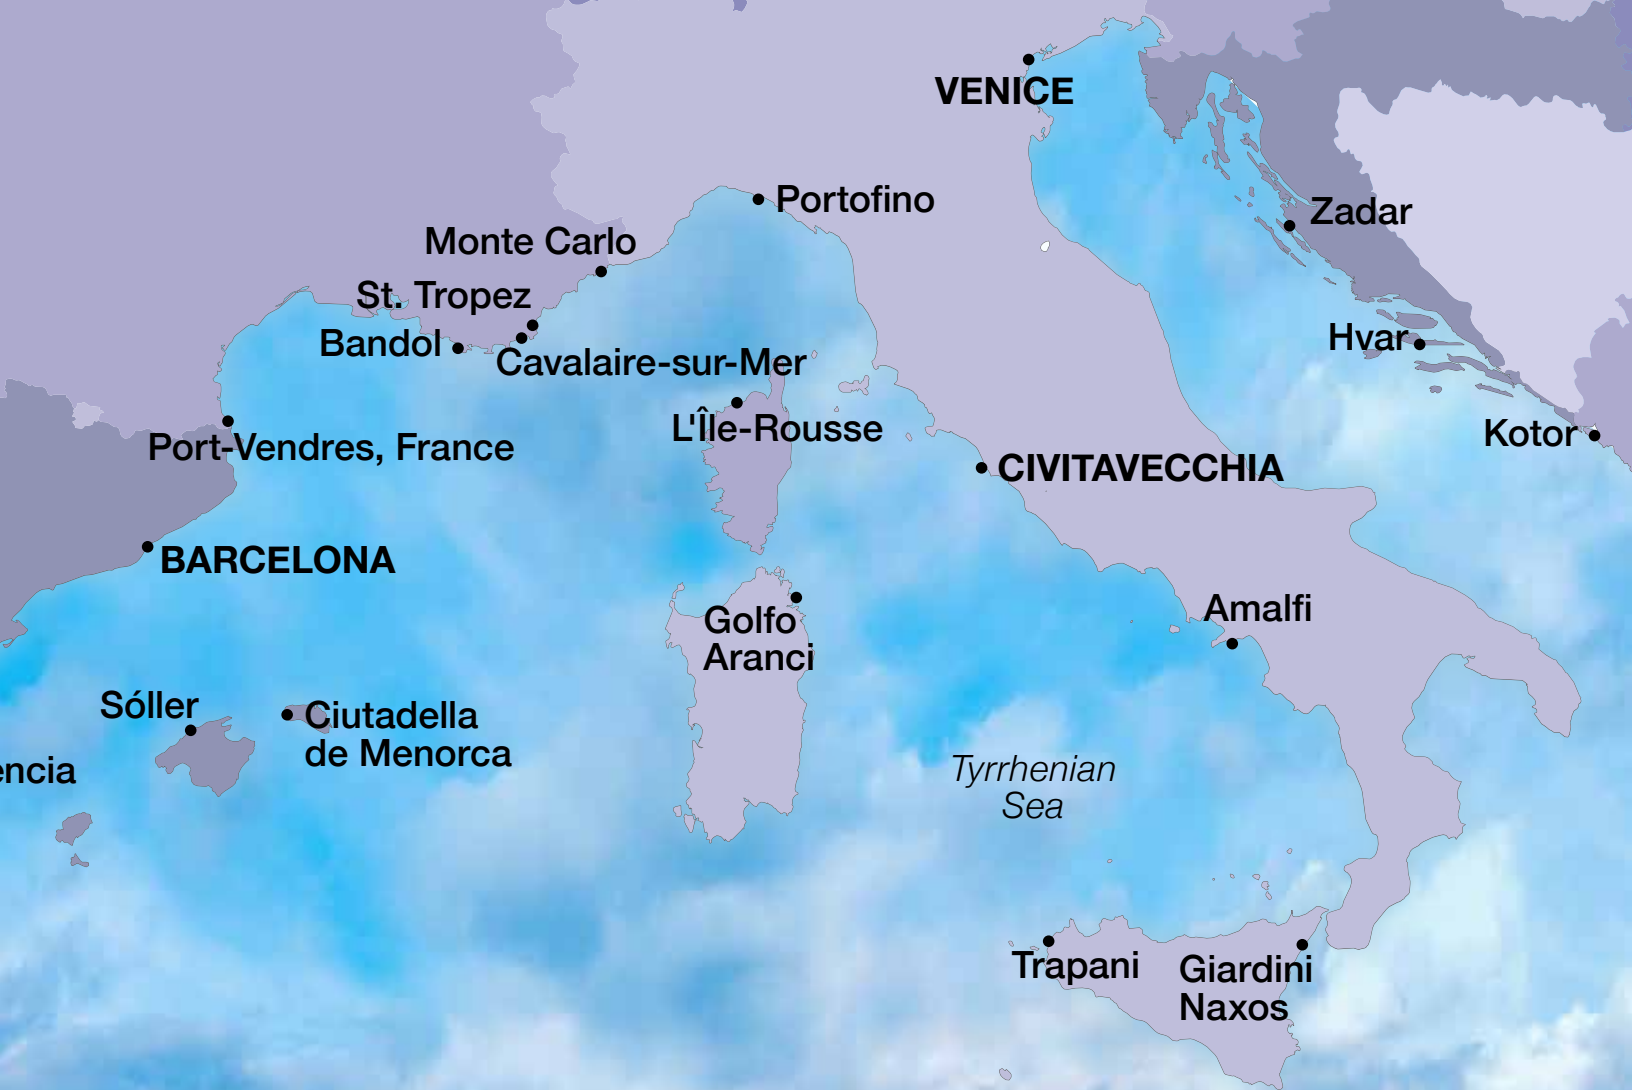 VENICE
Portofino
Zadar
Monte Carlo
St. Tropez
Hvar
Bandol
Cavalaire-sur-Mer
L'Île-Rousse
Kotor
Port-Vendres, France
CIVITAVECCHIA
BARCELONA
Golfo
Aranci
Amalfi
Sóller
Ciutadella
de Menorca
encia
Tyrrhenian
Sea
Trapani
Giardini
Naxos